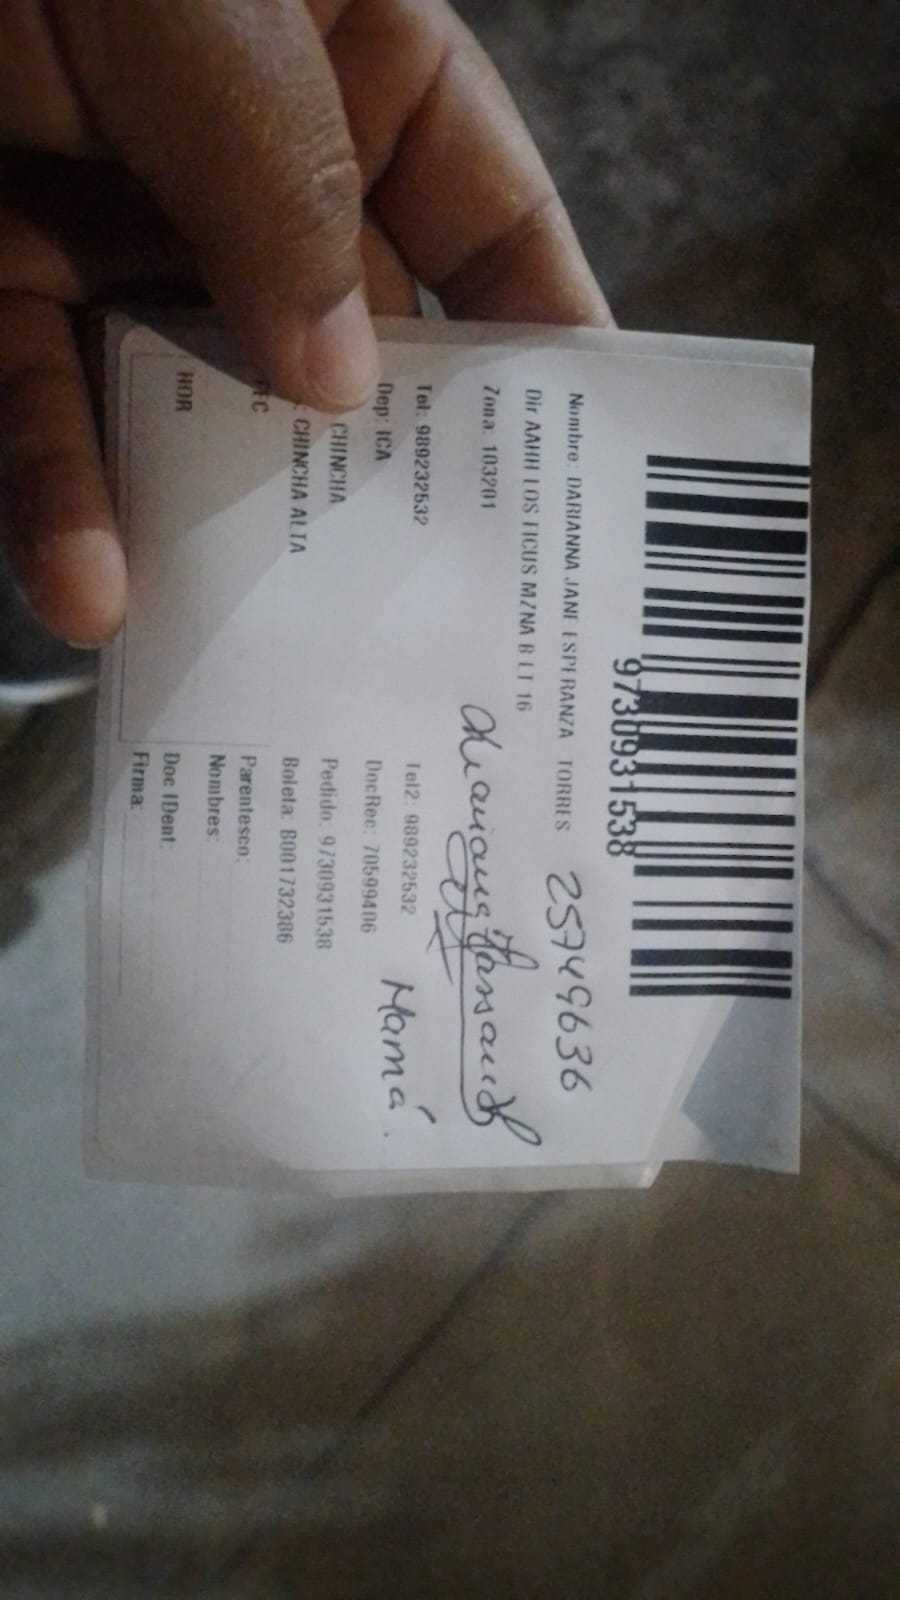 9730931538
Nombre: DARIANNA JANE ESPERANZA TORRES 25749636
Dir AAHH LOS FICUS MZNA B LT 16
Zona: 103201
Tel: 989232532 Tel2: 989232532
Dep: ICA DocRec: 70599406 Mamá.
CHINCHA Pedido: 9730931538
: CHINCHA ALTA Boleta: B001732386
Parentesco:
Nombres:
HOR
Doc IDent:
Firma: